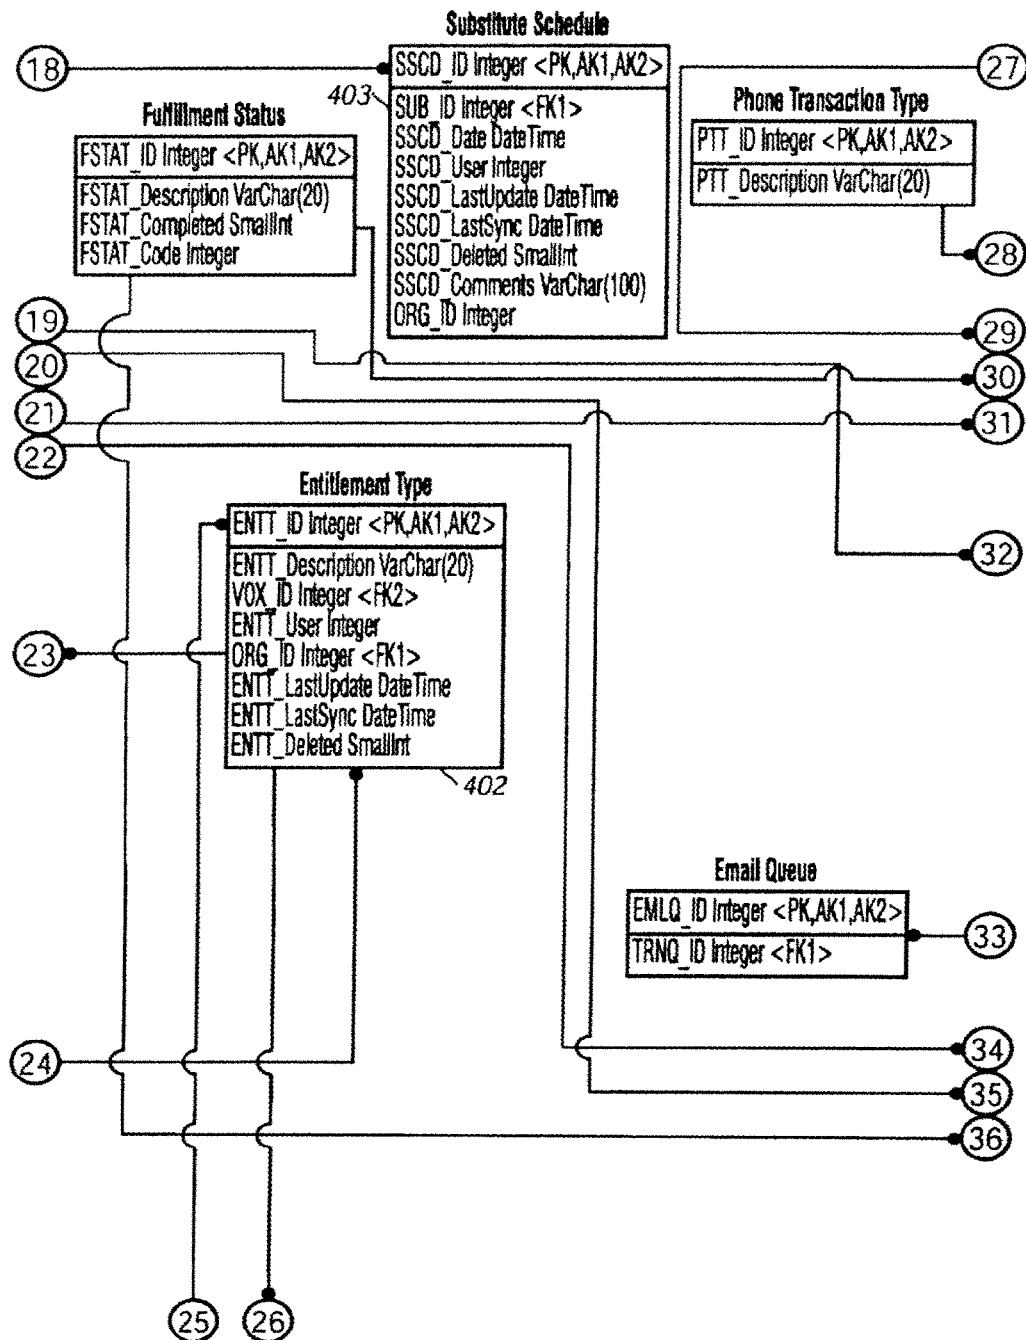 Substitute Schedule
18
SSCD_ID Integer <PK,AK1,AK2>
27
403
SUB_ID Integer <FK1>
SSCD_Date DateTime
SSCD_User Integer
SSCD_LastUpdate DateTime
SSCD_LastSync DateTime
SSCD_Deleted SmallInt
SSCD_Comments VarChar(100)
ORG_ID Integer
Fulfillment Status
FSTAT_ID Integer <PK,AK1,AK2>
FSTAT_Description VarChar(20)
FSTAT_Completed SmallInt
FSTAT_Code Integer
Phone Transaction Type
PTT_ID Integer <PK,AK1,AK2>
PTT_Description VarChar(20)
28
19
29
20
30
21
31
22
Entitlement Type
ENTT_ID Integer <PK,AK1,AK2>
32
ENTT_Description VarChar(20)
VOX_ID Integer <FK2>
ENTT_User Integer
23
ORG_ID Integer <FK1>
ENTT_LastUpdate DateTime
ENTT_LastSync DateTime
ENTT_Deleted SmallInt
402
Email Queue
EMLQ_ID Integer <PK,AK1,AK2>
33
TRNQ_ID Integer <FK1>
24
34
35
36
25
26